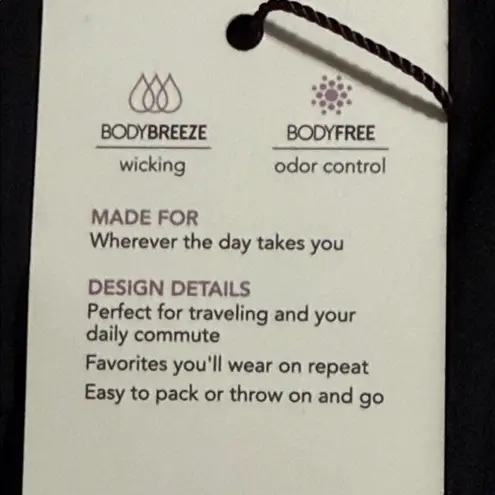 BODYBREEZE BODYFREE
wicking odor control
MADE FOR
Wherever the day takes you
DESIGN DETAILS
Perfect for traveling and your
daily commute
Favorites you'll wear on repeat
Easy to pack or throw on and go